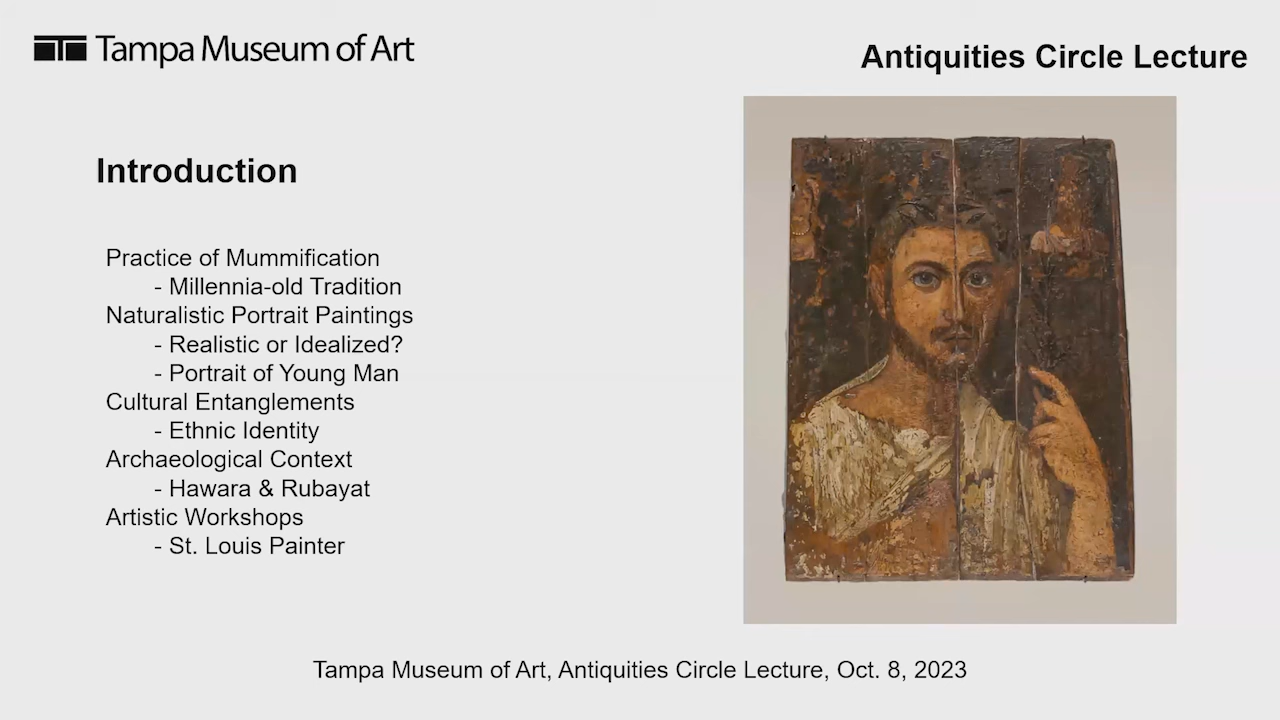 Tampa Museum of Art
Antiquities Circle Lecture
Introduction
Practice of Mummification
- Millennia-old Tradition
Naturalistic Portrait Paintings
- Realistic or Idealized?
- Portrait of Young Man
Cultural Entanglements
- Ethnic Identity
Archaeological Context
- Hawara & Rubayat
Artistic Workshops
- St. Louis Painter
Tampa Museum of Art, Antiquities Circle Lecture, Oct. 8, 2023